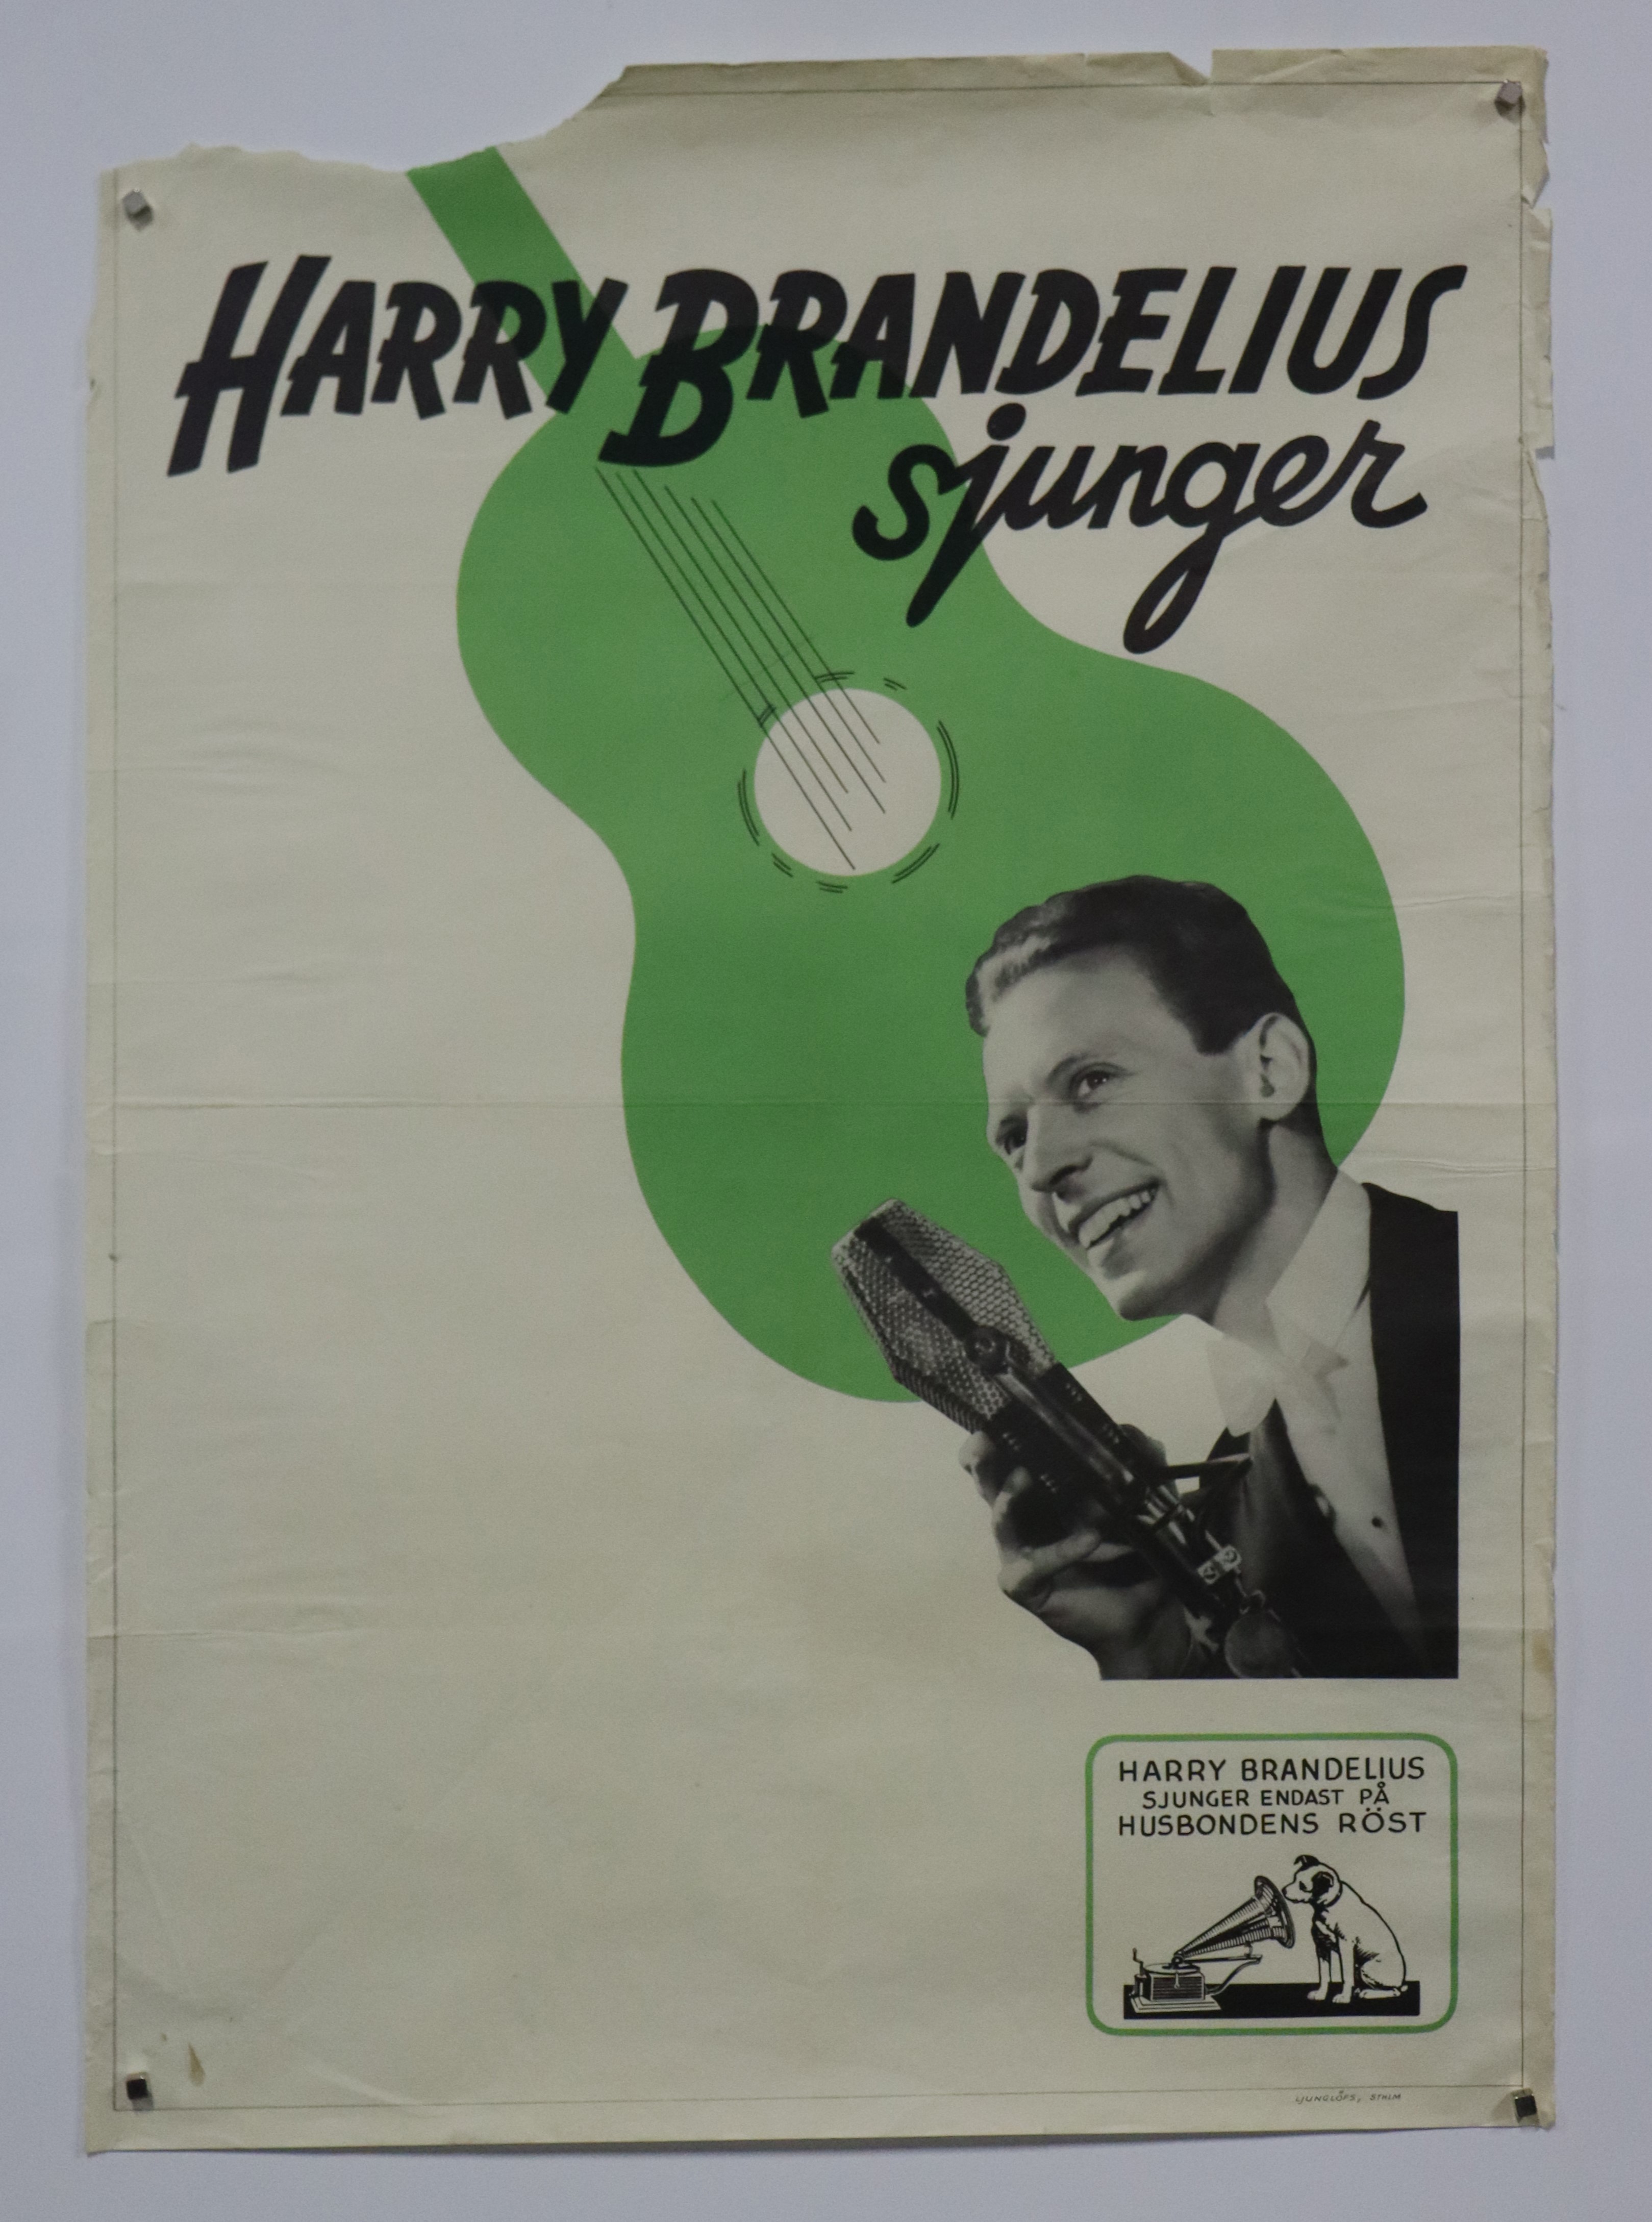 HARRY BRANDELIUS
sjunger
HARRY BRANDELIUS
SJUNGER ENDAST PÅ
HUSBONDENS RÖST
LJUNGLÖFS, STHLM